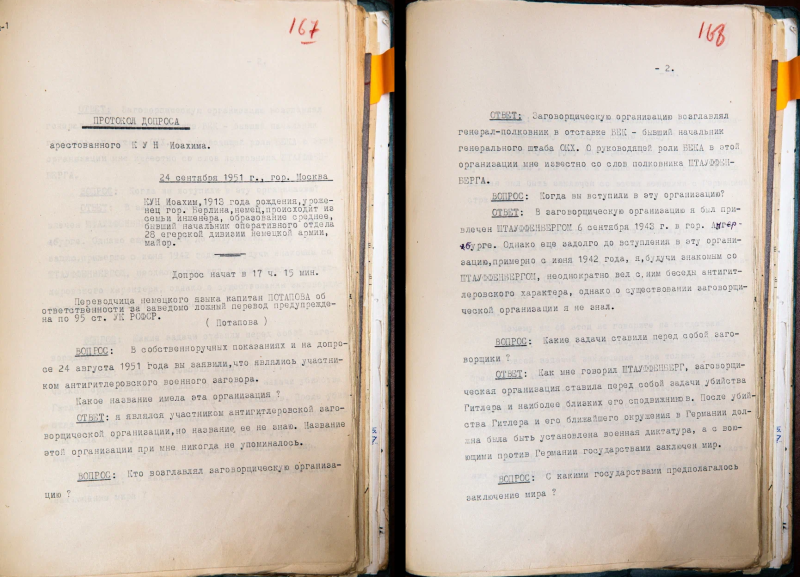 167
ПРОТОКОЛ ДОПРОСА
арестованного КУН Иоахима.
24 сентября 1951 г., гор. Москва
КУН Иоахим, 1913 года рождения, уроже-
нец гор. Берлина, немец, происходит из
семьи инженера, образование среднее,
бывший начальник оперативного отдела
28 егерской дивизии немецкой армии,
майор.
Допрос начат в 17 ч. 15 мин.
Переводчица немецкого языка капитан ПОТАПОВА об
ответственности за заведомо ложный перевод предупрежде-
на по 95 ст. УК РСФСР.
( Потапова )
ВОПРОС: В собственноручных показаниях и на допро-
се 24 августа 1951 года вы заявили, что являлись участни-
ком антигитлеровского военного заговора.
Какое название имела эта организация ?
ОТВЕТ: я являлся участником антигитлеровской заго-
ворщической организации, но название ее не знаю. Название
этой организации при мне никогда не упоминалось.
ВОПРОС: Кто возглавлял заговорщическую организа-
цию ?
168
- 2.
ОТВЕТ: Заговорщическую организацию возглавлял
генерал-полковник в отставке БЕК - бывший начальник
генерального штаба ОКХ. О руководящей роли БЕКА в этой
организации мне известно со слов полковника ШТАУФФЕН-
БЕРГА.
ВОПРОС: Когда вы вступили в эту организацию?
ОТВЕТ: В заговорщическую организацию я был при-
влечен ШТАУФФЕНБЕРГОМ 6 сентября 1943 г. в гор. Ангер-
бурге. Однако еще задолго до вступления в эту органи-
зацию, примерно с июня 1942 года, я, будучи знакомым со
ШТАУФФЕНБЕРГОМ, неоднократно вел с ним беседы антигит-
леровского характера, однако о существовании заговорщи-
ческой организации я не знал.
ВОПРОС: Какие задачи ставили перед собой заго-
ворщики ?
ОТВЕТ: Как мне говорил ШТАУФФЕНБЕРГ, заговорщи-
ческая организация ставила перед собой задачи убийства
Гитлера и наиболее близких его сподвижников. После убий-
ства Гитлера и его ближайшего окружения в Германии дол-
жна была быть установлена военная диктатура, а с вою-
ющими против Германии государствами заключен мир.
ВОПРОС: С какими государствами предполагалось
заключение мира ?